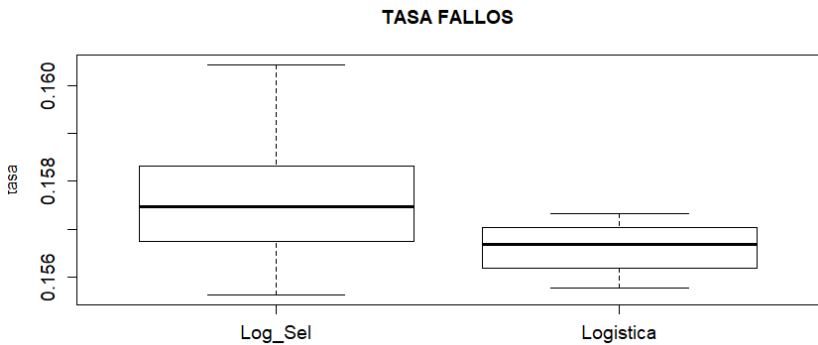 TASA FALLOS
tasa
0.160
0.158
0.156
Log_Sel
Logistica